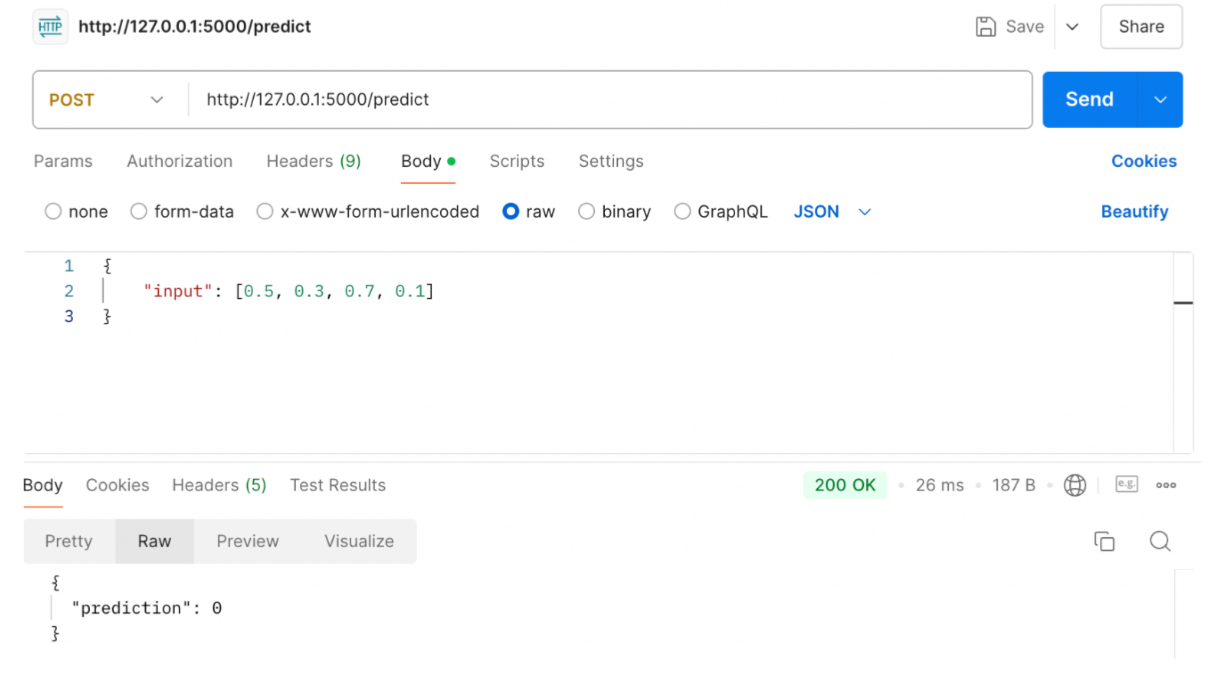 HTTP http://127.0.0.1:5000/predict Save Share
POST http://127.0.0.1:5000/predict Send
Params Authorization Headers (9) Body Scripts Settings Cookies
none form-data x-www-form-urlencoded raw binary GraphQL JSON Beautify
1 {
2 "input": [0.5, 0.3, 0.7, 0.1]
3 }
Body Cookies Headers (5) Test Results 200 OK 26 ms 187 B e.g.
Pretty Raw Preview Visualize
{
"prediction": 0
}